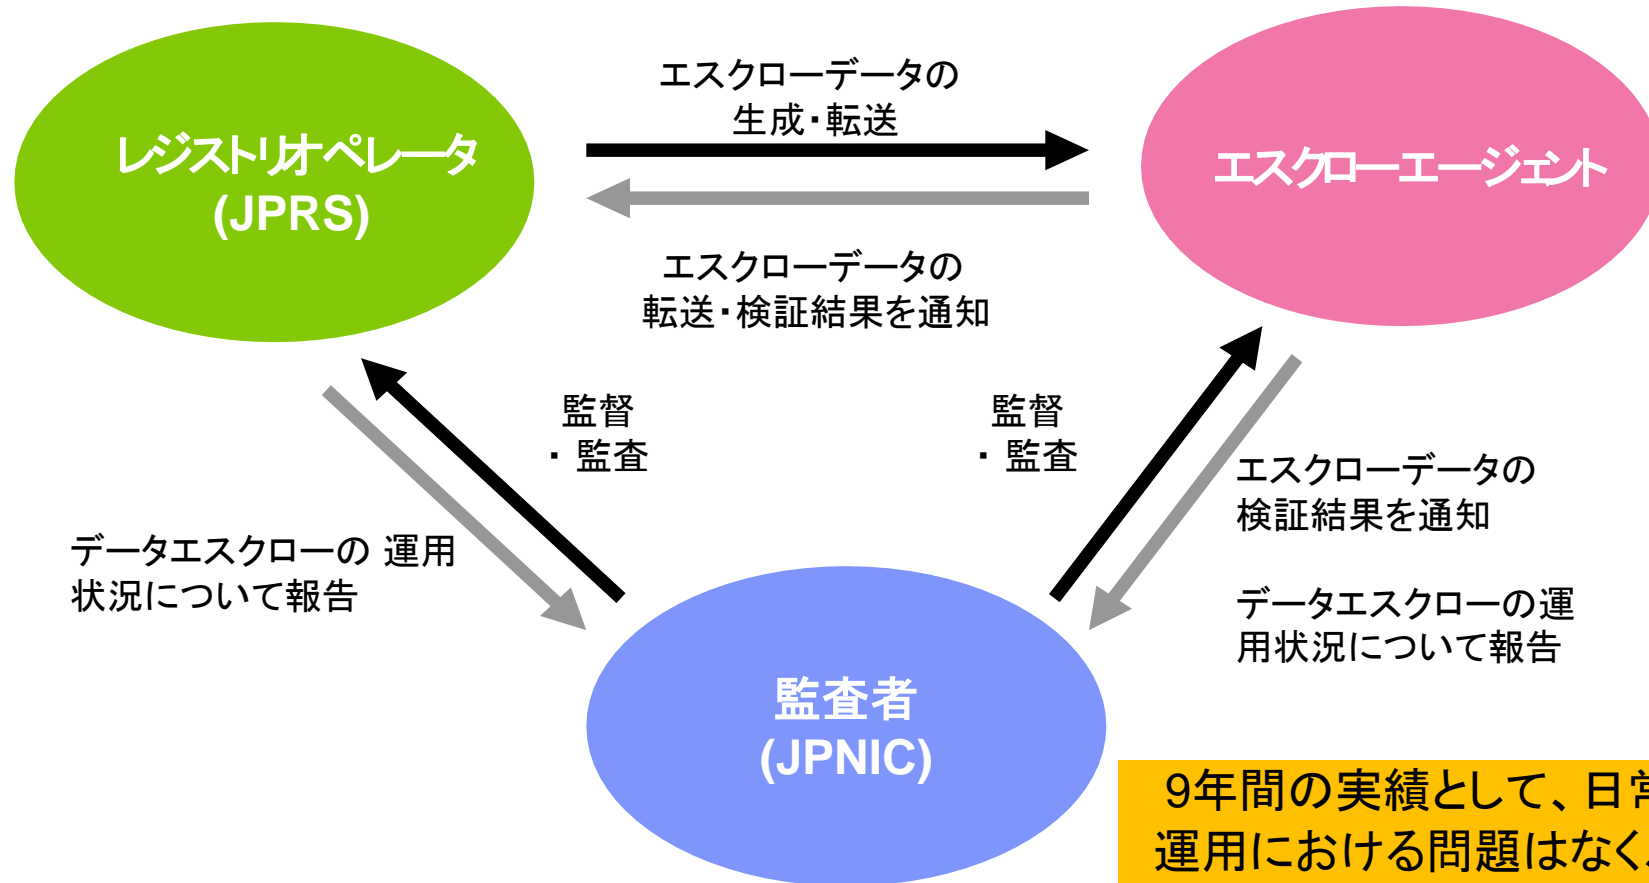 エスクローデータの
生成・転送
レジストリオペレータ
(JPRS)
エスクローエージェント
エスクローデータの
転送・検証結果を通知
監督
・監査
監督
・監査
エスクローデータの
検証結果を通知
データエスクローの 運用
状況について報告
データエスクローの運
用状況について報告
監査者
(JPNIC)
9年間の実績として、日常
運用における問題はなく